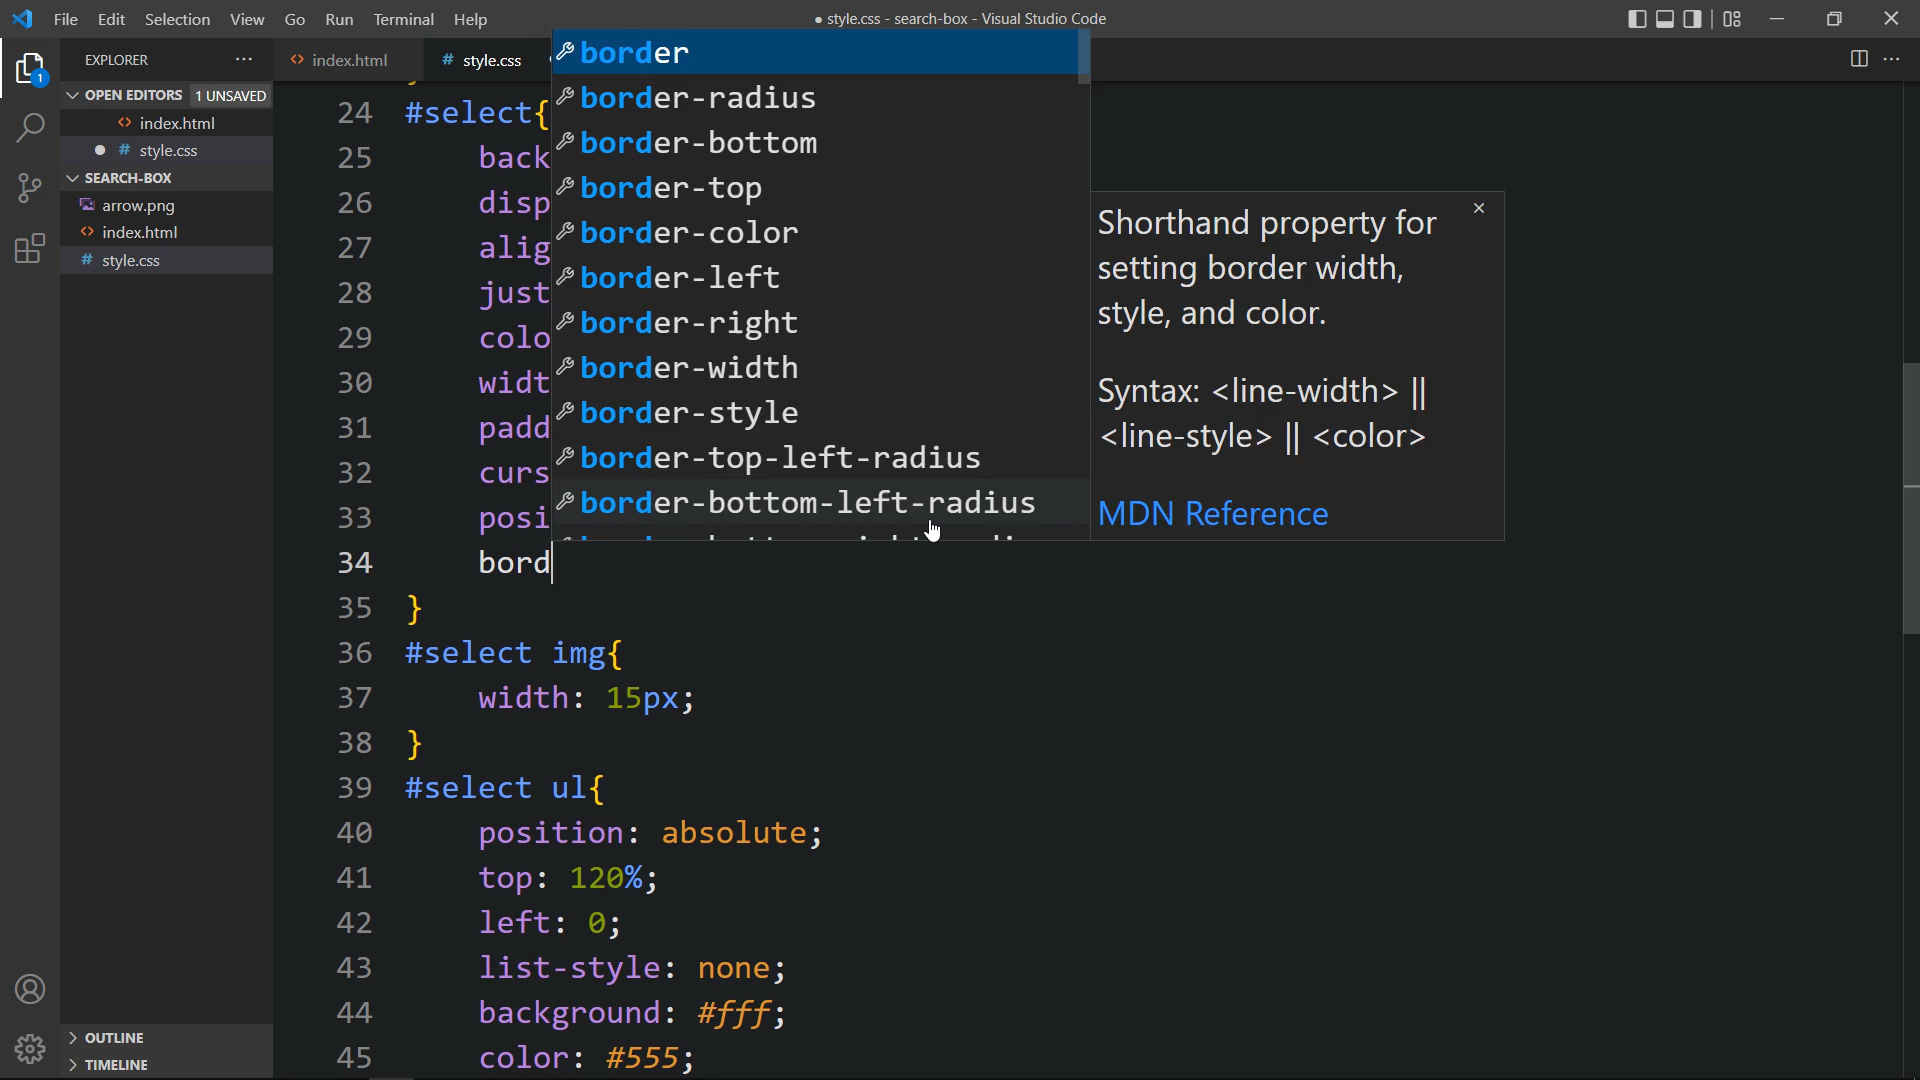 File Edit Selection View Go Run Terminal Help
● style.css - search-box - Visual Studio Code
EXPLORER ···
<> index.html
# style.css
OPEN EDITORS 1 UNSAVED
<> index.html
● # style.css
SEARCH-BOX
arrow.png
<> index.html
# style.css
OUTLINE
TIMELINE
1
24 #select{
25 back
26 disp
27 alig
28 just
29 colo
30 widt
31 padd
32 curs
33 posi
34 bord
35 }
36 #select img{
37 width: 15px;
38 }
39 #select ul{
40 position: absolute;
41 top: 120%;
42 left: 0;
43 list-style: none;
44 background: #fff;
45 color: #555;
border
border-radius
border-bottom
border-top
border-color
border-left
border-right
border-width
border-style
border-top-left-radius
border-bottom-left-radius
Shorthand property for
setting border width,
style, and color.
Syntax: <line-width> ||
<line-style> || <color>
MDN Reference